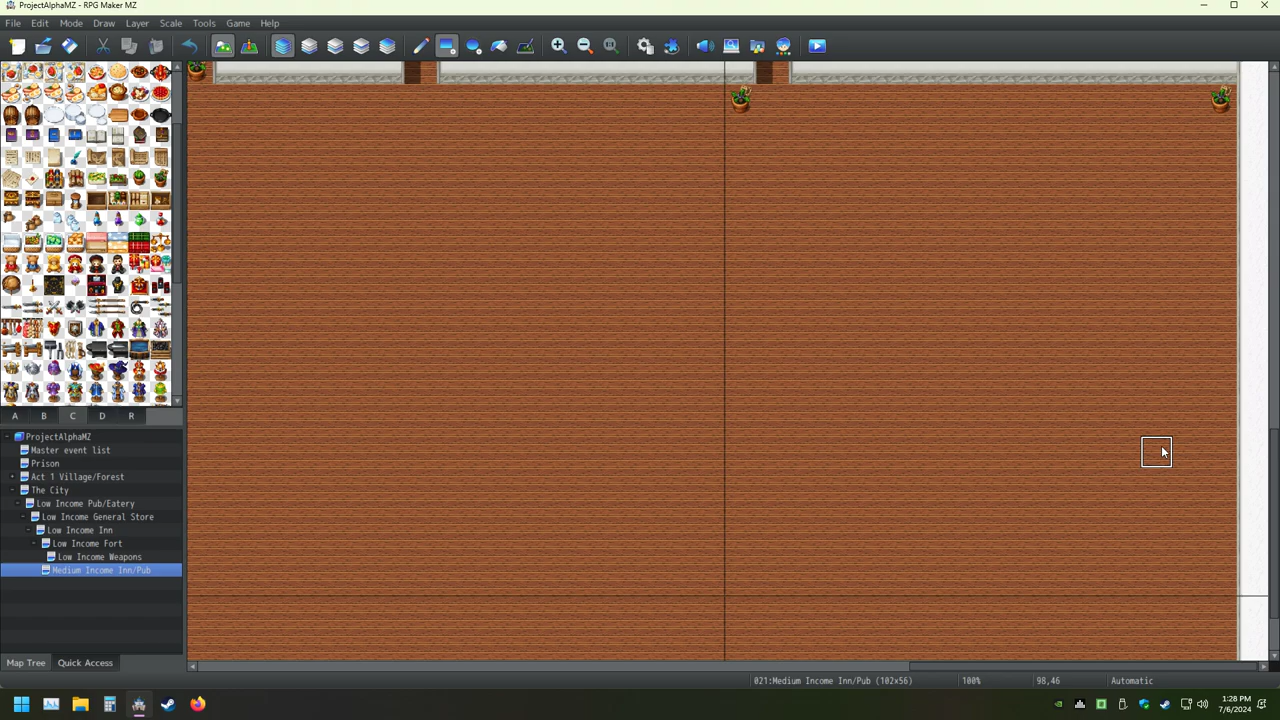 ProjectAlphaMZ - RPG Maker MZ
File Edit Mode Draw Layer Scale Tools Game Help
A B C D R
ProjectAlphaMZ
Master event list
Prison
Act 1 Village/Forest
The City
Low Income Pub/Eatery
Low Income General Store
Low Income Inn
Low Income Fort
Low Income Weapons
Medium Income Inn/Pub
Map Tree Quick Access
021:Medium Income Inn/Pub (102x56) 100% 98,46 Automatic
1:28 PM
7/6/2024